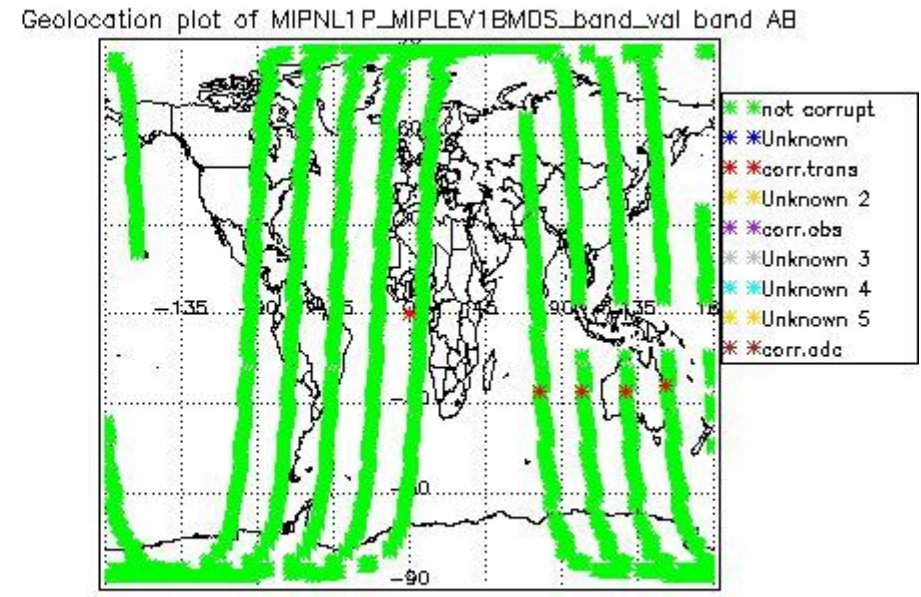 Geolocation plot of MIPNL1P_MIPLEV1BMDS_band_val band AB
not corrupt
Unknown
corr.trans
Unknown 2
corr.obs
Unknown 3
Unknown 4
Unknown 5
corr.adc
60
-135
90
-90